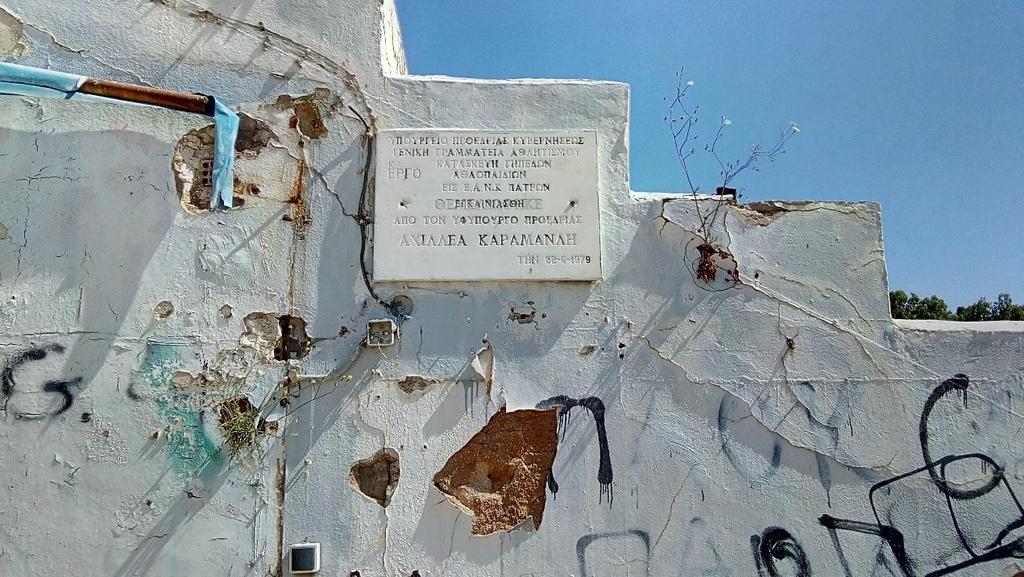 ΥΠΟΥΡΓΕΙΟ ΠΡΟΕΔΡΙΑΣ ΚΥΒΕΡΝΗΣΕΩΣ
ΓΕΝΙΚΗ ΓΡΑΜΜΑΤΕΙΑ ΑΘΛΗΤΙΣΜΟΥ
ΚΑΤΑΣΚΕΥΗ ΓΗΠΕΔΩΝ
ΕΡΓΟ ΑΘΛΟΠΑΙΔΙΩΝ
ΕΙΣ Ε.Α.Ν.Κ ΠΑΤΡΩΝ
ΕΓΚΑΙΝΙΑΣΘΗ
ΑΠΟ ΤΟΝ ΥΦΥΠΟΥΡΓΟ ΠΡΟΕΔΡΙΑΣ
ΑΧΙΛΛΕΑ ΚΑΡΑΜΑΝΛΗ
ΤΗΝ 22-6-1979
G.